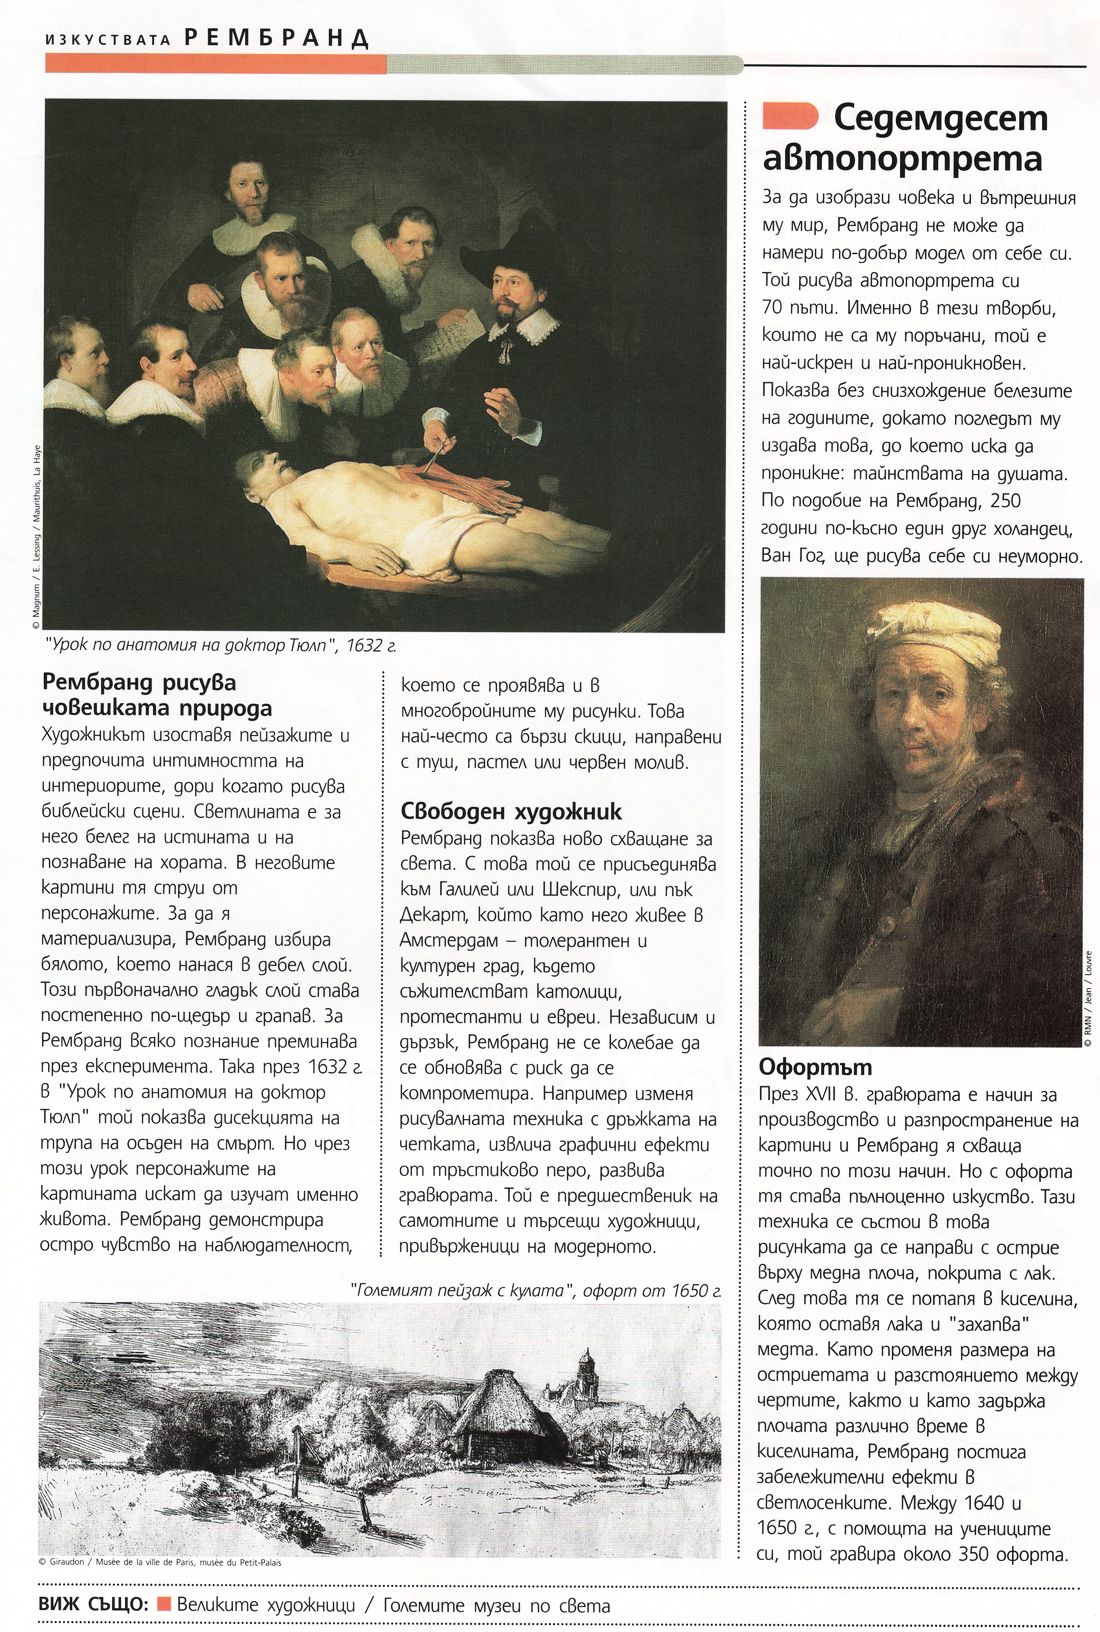 ИЗКУСТВАТА РЕМБРАНД
© Magnum / E. Lessing / Mauritshuis, La Haye
"Урок по анатомия на доктор Тюлп", 1632 г.
Рембранд рисува
човешката природа
Художникът изоставя пейзажите и
предпочита интимността на
интериорите, дори когато рисува
библейски сцени. Светлината е за
него белег на истината и на
познаване на хората. В неговите
картини тя струи от
персонажите. За да я
материализира, Рембранд избира
бялото, което нанася в дебел слой.
Този първоначално гладък слой става
постепенно по-щедър и грапав. За
Рембранд всяко познание преминава
през експеримента. Така през 1632 г.
в "Урок по анатомия на доктор
Тюлп" той показва дисекцията на
трупа на осъден на смърт. Но чрез
този урок персонажите на
картината искат да изучат именно
живота. Рембранд демонстрира
остро чувство на наблюдателност,
което се проявява и в
многобройните му рисунки. Това
най-често са бързи скици, направени
с туш, пастел или червен молив.
Свободен художник
Рембранд показва ново схващане за
света. С това той се присъединява
към Галилей или Шекспир, или пък
Декарт, който като него живее в
Амстердам – толерантен и
културен град, където
съжителстват католици,
протестанти и евреи. Независим и
дързък, Рембранд не се колебае да
се обновява с риск да се
компрометира. Например изменя
рисувалната техника с дръжката на
четката, извлича графични ефекти
от тръстиково перо, развива
гравюрата. Той е предшественик на
самотните и търсещи художници,
привърженици на модерното.
"Големият пейзаж с кулата", офорт от 1650 г.
© Giraudon / Musée de la ville de Paris, musée du Petit-Palais
Седемдесет
автопортрета
За да изобрази човека и вътрешния
му мир, Рембранд не може да
намери по-добър модел от себе си.
Той рисува автопортрета си
70 пъти. Именно в тези творби,
които не са му поръчани, той е
най-искрен и най-проникновен.
Показва без снизхождение белезите
на годините, докато погледът му
издава това, до което иска да
проникне: тайнствата на душата.
По подобие на Рембранд, 250
години по-късно един друг холандец,
Ван Гог, ще рисува себе си неуморно.
© RMN / Jean / Louvre
Офортът
През XVII в. гравюрата е начин за
производство и разпространение на
картини и Рембранд я схваща
точно по този начин. Но с офорта
тя става пълноценно изкуство. Тази
техника се състои в това
рисунката да се направи с острие
върху медна плоча, покрита с лак.
След това тя се потапя в киселина,
която оставя лака и "захапва"
медта. Като променя размера на
остриетата и разстоянието между
чертите, както и като задържа
плочата различно време в
киселината, Рембранд постига
забележителни ефекти в
светлосенките. Между 1640 и
1650 г., с помощта на учениците
си, той гравира около 350 офорта.
ВИЖ СЪЩО: Великите художници / Големите музеи по света